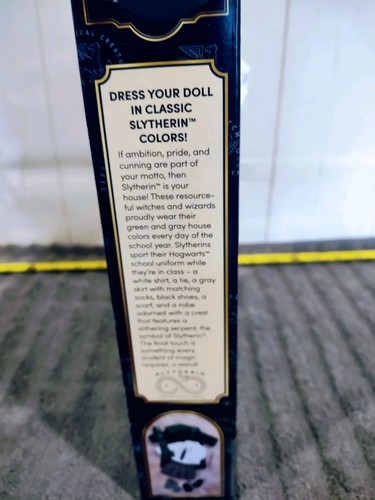 DRESS YOUR DOLL
IN CLASSIC
SLYTHERIN™
COLORS!
If ambition, pride, and
cunning are part of
your motto, then
Slytherin™ is your
house! These resource-
ful witches and wizards
proudly wear their
green and gray house
colors every day of the
school year. Slytherins
sport their Hogwarts™
school uniform while
they're in class – a
white shirt, a tie, a gray
skirt with matching
socks, black shoes, a
scarf, and a robe
adorned with a crest
that features a
slithering serpent, the
symbol of Slytherin™.
The final touch is
something every
student of magic
requires: a wand!
SLYTHERIN